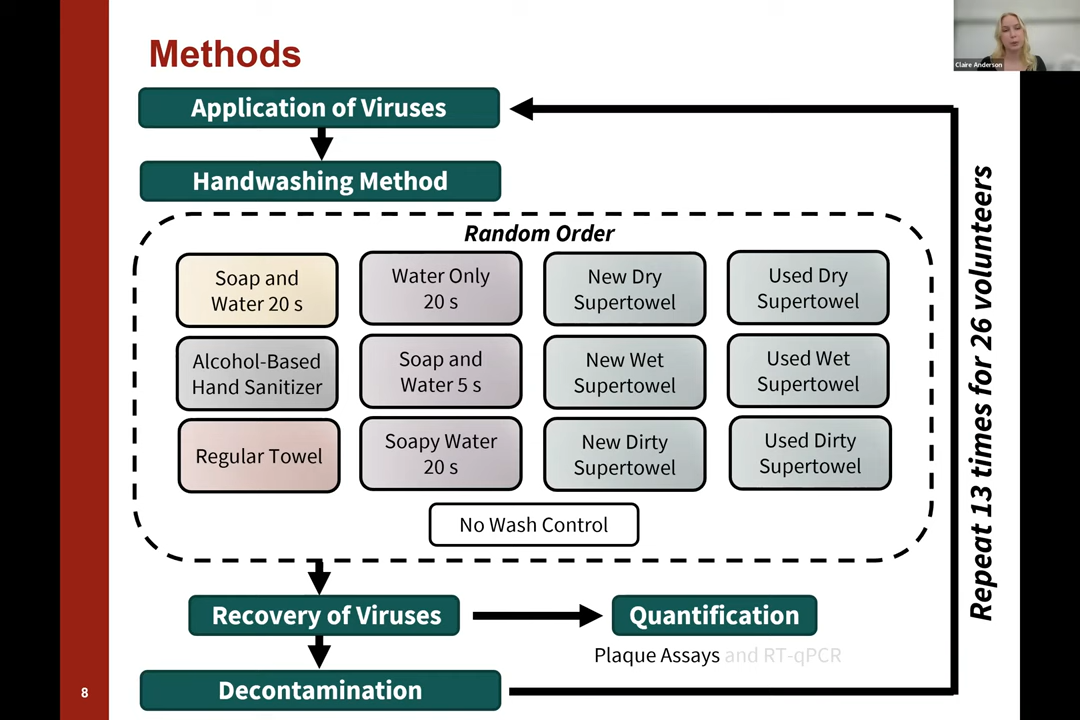 Methods
Claire Anderson
Application of Viruses
Handwashing Method
Random Order
Soap and
Water 20 s
Water Only
20 s
New Dry
Supertowel
Used Dry
Supertowel
Alcohol-Based
Hand Sanitizer
Soap and
Water 5 s
New Wet
Supertowel
Used Wet
Supertowel
Regular Towel
Soapy Water
20 s
New Dirty
Supertowel
Used Dirty
Supertowel
No Wash Control
Repeat 13 times for 26 volunteers
Recovery of Viruses
Quantification
Plaque Assays and RT-qPCR
Decontamination
8